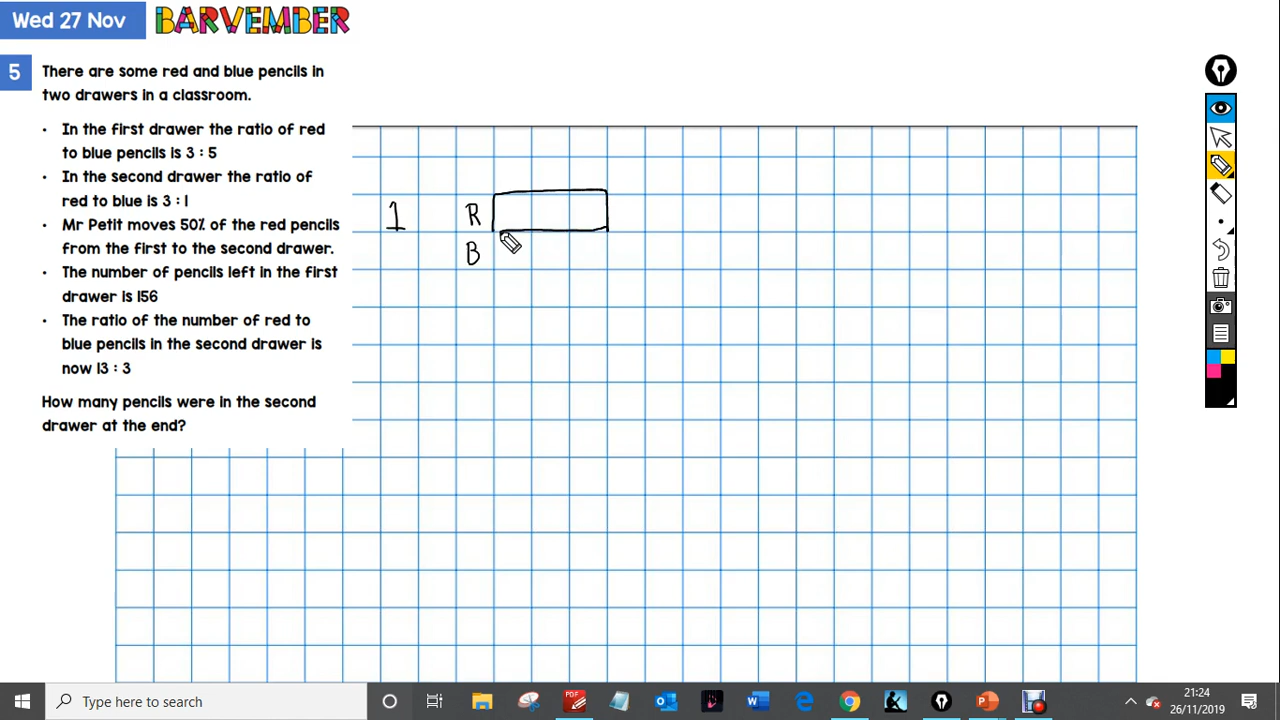 Wed 27 Nov
BARVEMBER
5
There are some red and blue pencils in
two drawers in a classroom.
• In the first drawer the ratio of red
to blue pencils is 3 : 5
• In the second drawer the ratio of
red to blue is 3 : 1
• Mr Petit moves 50% of the red pencils
from the first to the second drawer.
• The number of pencils left in the first
drawer is 156
• The ratio of the number of red to
blue pencils in the second drawer is
now 13 : 3
How many pencils were in the second
drawer at the end?
1 R
B
Type here to search
21:24
26/11/2019